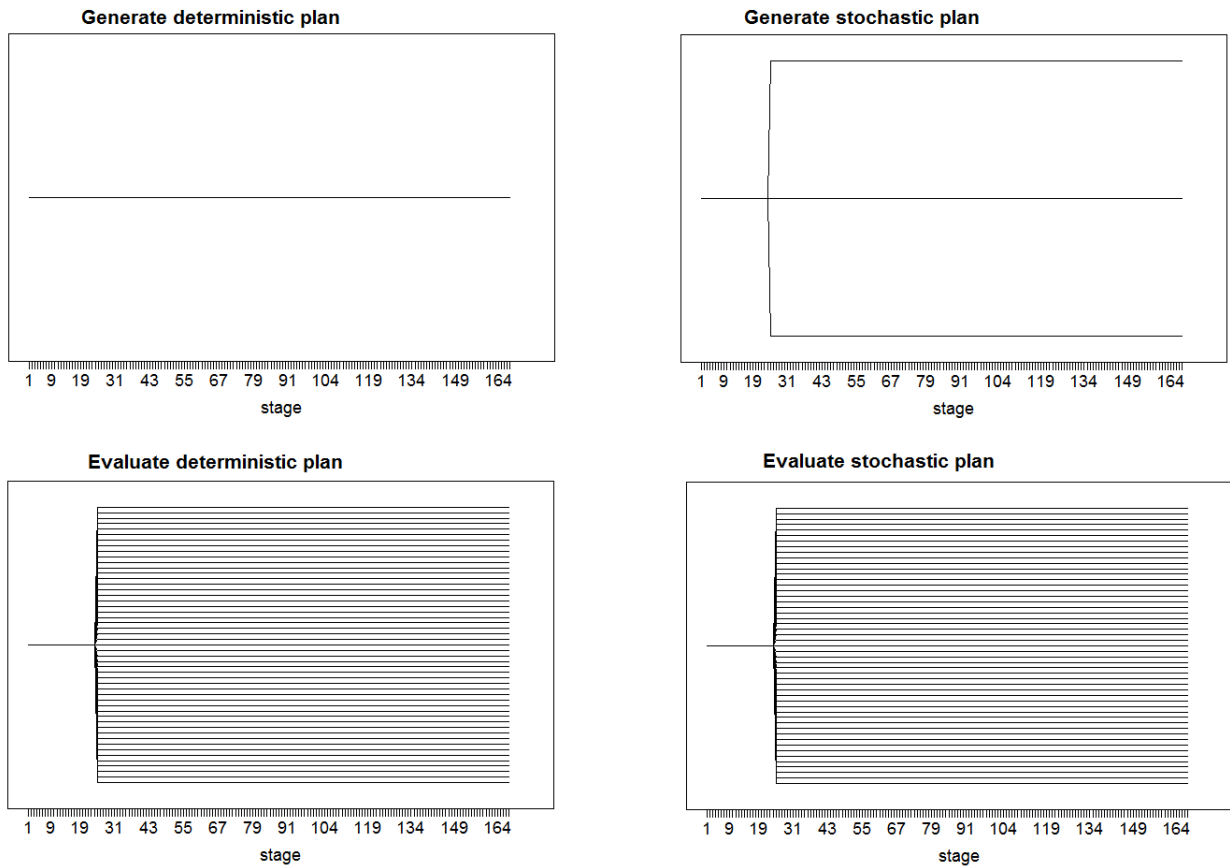 Generate deterministic plan
Generate stochastic plan
1 9 19 31 43 55 67 79 91 104 119 134 149 164
stage
1 9 19 31 43 55 67 79 91 104 119 134 149 164
stage
Evaluate deterministic plan
Evaluate stochastic plan
1 9 19 31 43 55 67 79 91 104 119 134 149 164
stage
1 9 19 31 43 55 67 79 91 104 119 134 149 164
stage